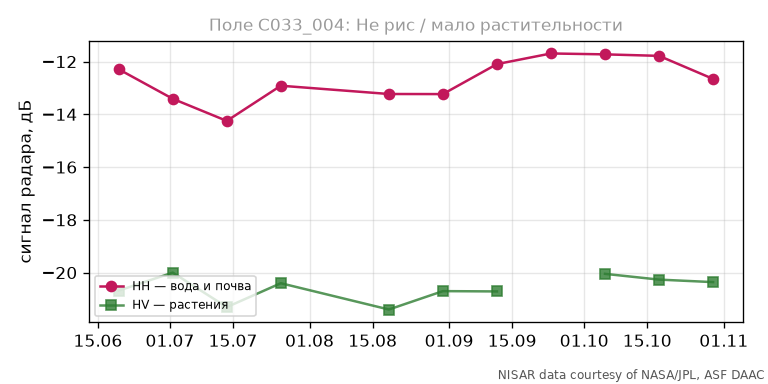 Поле C033_004: Не рис / мало растительности
сигнал радара, дБ
−12
−14
−16
−18
−20
HH — вода и почва
HV — растения
15.06 01.07 15.07 01.08 15.08 01.09 15.09 01.10 15.10 01.11
NISAR data courtesy of NASA/JPL, ASF DAAC